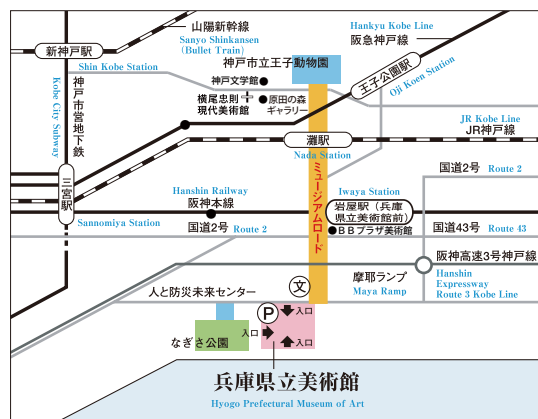 山陽新幹線
Sanyo Shinkansen
(Bullet Train)
Hankyu Kobe Line
阪急神戸線
新神戸駅
Shin Kobe Station
神戸市立王子動物園
神戸文学館
王子公園駅
Oji Koen Station
横尾忠則
現代美術館
原田の森
ギャラリー
神戸市営地下鉄
Kobe City Subway
JR Kobe Line
JR神戸線
灘駅
Nada Station
ミュージアムロード
国道2号 Route 2
三宮駅
Sannomiya Station
Hanshin Railway
阪神本線
Iwaya Station
岩屋駅（兵庫
県立美術館前）
国道2号 Route 2
国道43号 Route 43
BBプラザ美術館
阪神高速3号神戸線
Hanshin
Expressway
Route 3 Kobe Line
摩耶ランプ
Maya Ramp
人と防災未来センター
文
P
入口
入口
入口
なぎさ公園
兵庫県立美術館
Hyogo Prefectural Museum of Art